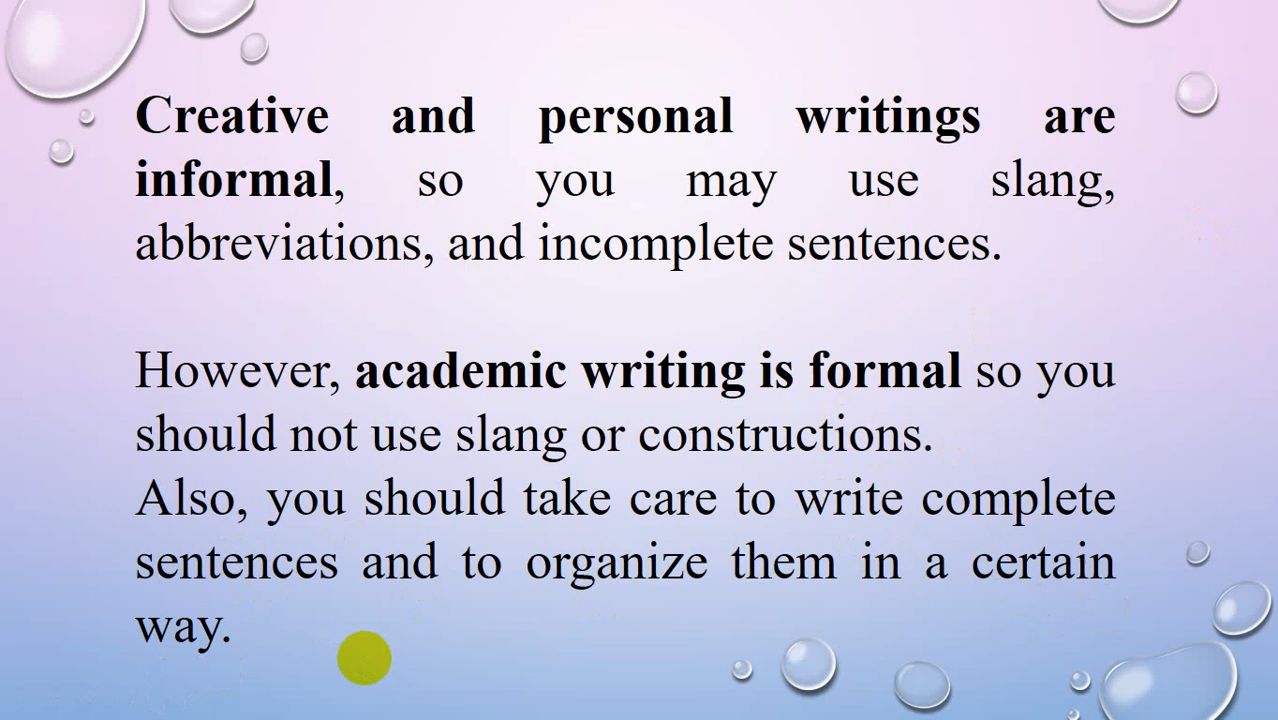 Creative and personal writings are
informal, so you may use slang,
abbreviations, and incomplete sentences.
However, academic writing is formal so you
should not use slang or constructions.
Also, you should take care to write complete
sentences and to organize them in a certain
way.